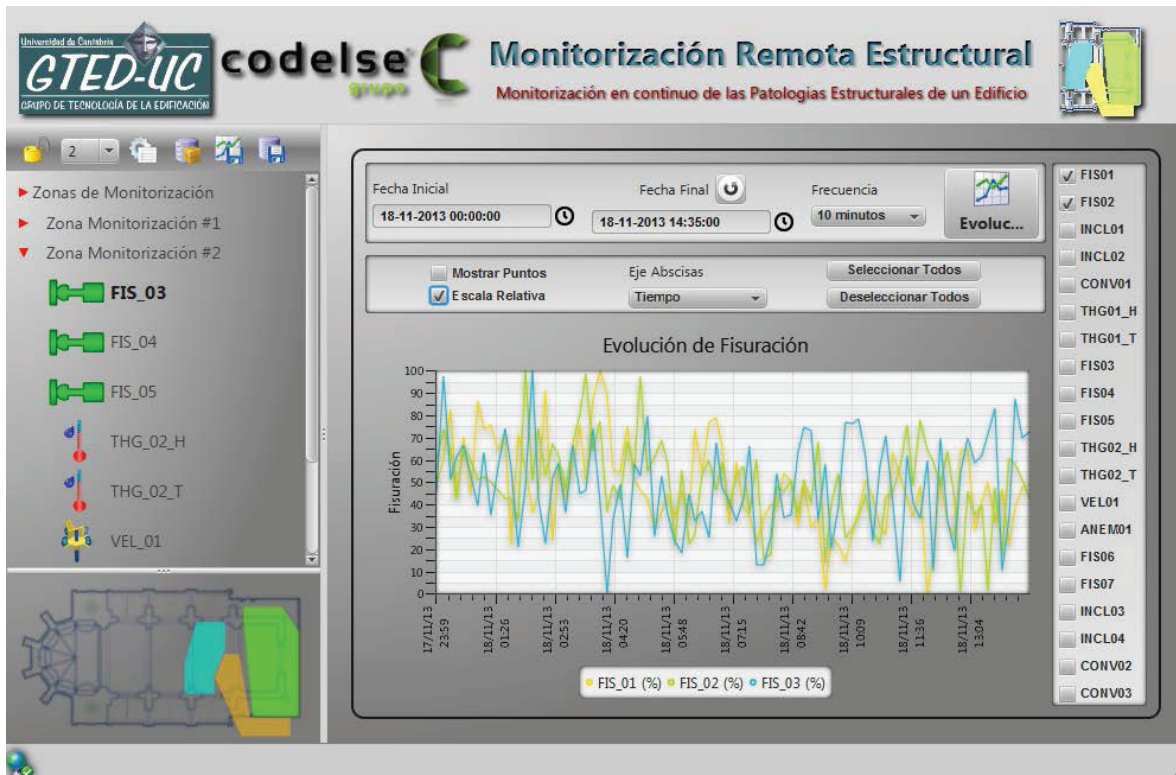 Universidad de Cantabria
GTED-UC
GRUPO DE TECNOLOGÍA DE LA EDIFICACIÓN
codelse
grupo
Monitorización Remota Estructural
Monitorización en continuo de las Patologias Estructurales de un Edificio
2
Zonas de Monitorización
Zona Monitorización #1
Zona Monitorización #2
FIS_03
FIS_04
FIS_05
THG_02_H
THG_02_T
VEL_01
Fecha Inicial
18-11-2013 00:00:00
Fecha Final
18-11-2013 14:35:00
Frecuencia
10 minutos
Evoluc...
Mostrar Puntos
Escala Relativa
Eje Abscisas
Tiempo
Seleccionar Todos
Deseleccionar Todos
Evolución de Fisuración
Fisuración
100
90
80
70
60
50
40
30
20
10
0
17/11/13 23:59
18/11/13 01:26
18/11/13 02:53
18/11/13 04:20
18/11/13 05:48
18/11/13 07:15
18/11/13 08:42
18/11/13 10:09
18/11/13 11:36
18/11/13 13:04
FIS_01 (%) FIS_02 (%) FIS_03 (%)
FIS01
FIS02
INCL01
INCL02
CONV01
THG01_H
THG01_T
FIS03
FIS04
FIS05
THG02_H
THG02_T
VEL01
ANEM01
FIS06
FIS07
INCL03
INCL04
CONV02
CONV03